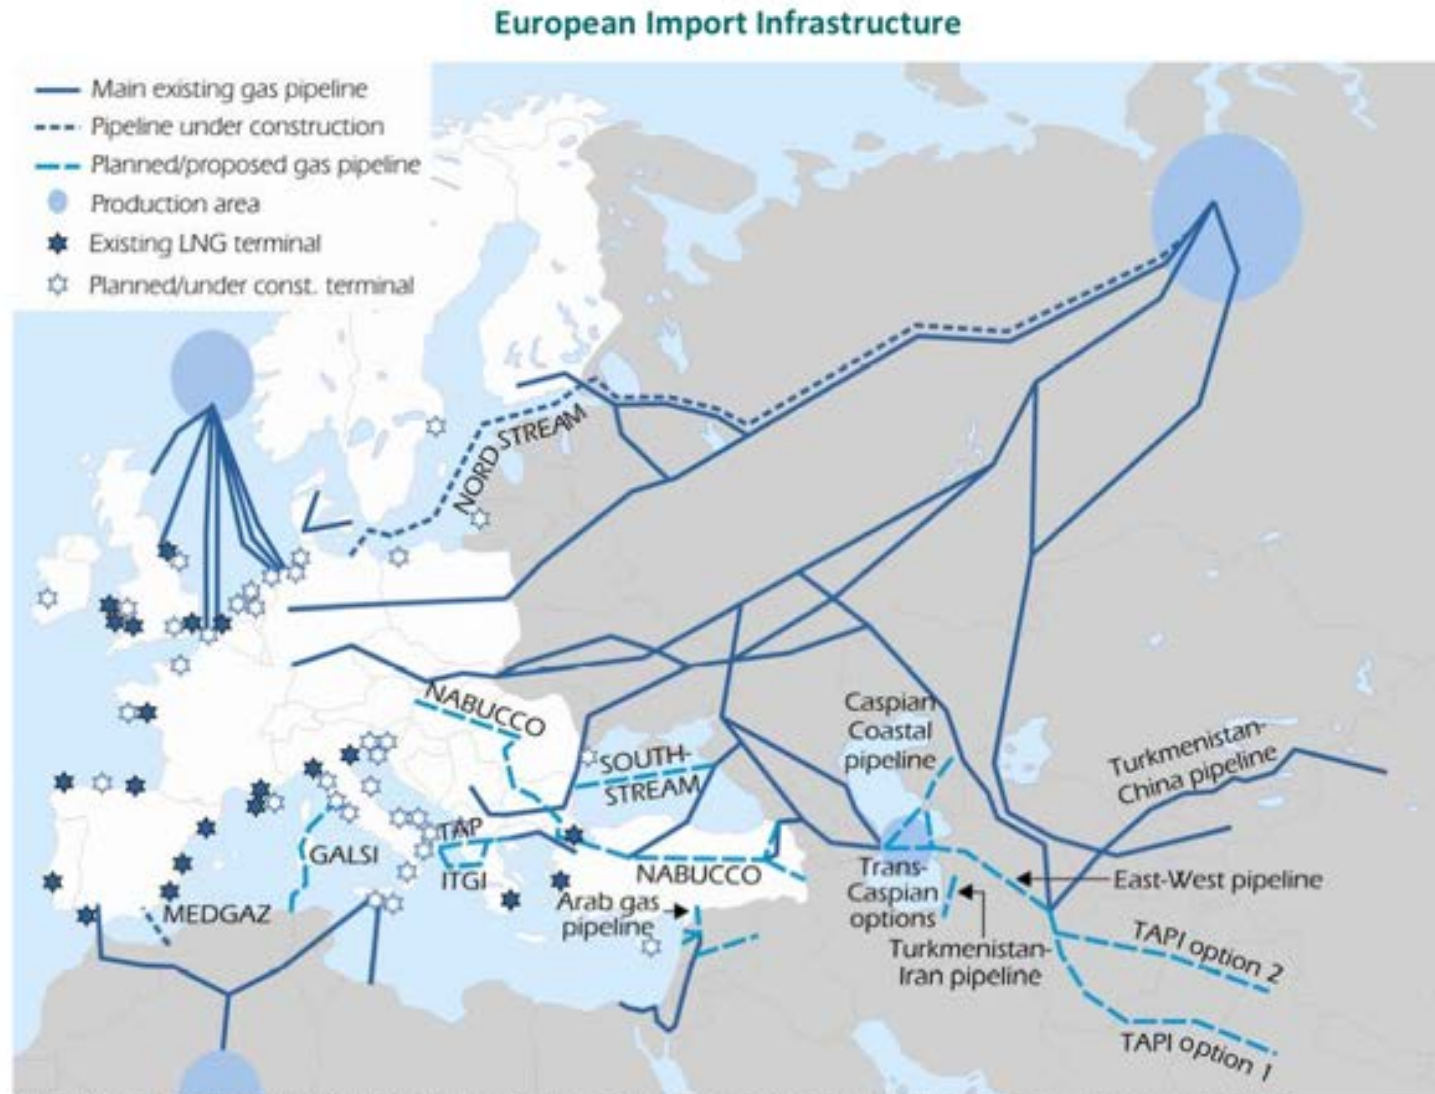 European Import Infrastructure
Main existing gas pipeline
Pipeline under construction
Planned/proposed gas pipeline
Production area
Existing LNG terminal
Planned/under const. terminal
NORD STREAM
NABUCCO
SOUTH-
STREAM
Caspian
Coastal
pipeline
Turkmenistan-
China pipeline
TAP
GALSI
ITGI
NABUCCO
MEDGAZ
Arab gas
pipeline
Trans-
Caspian
options
East-West pipeline
Turkmenistan-
Iran pipeline
TAPI option 2
TAPI option 1